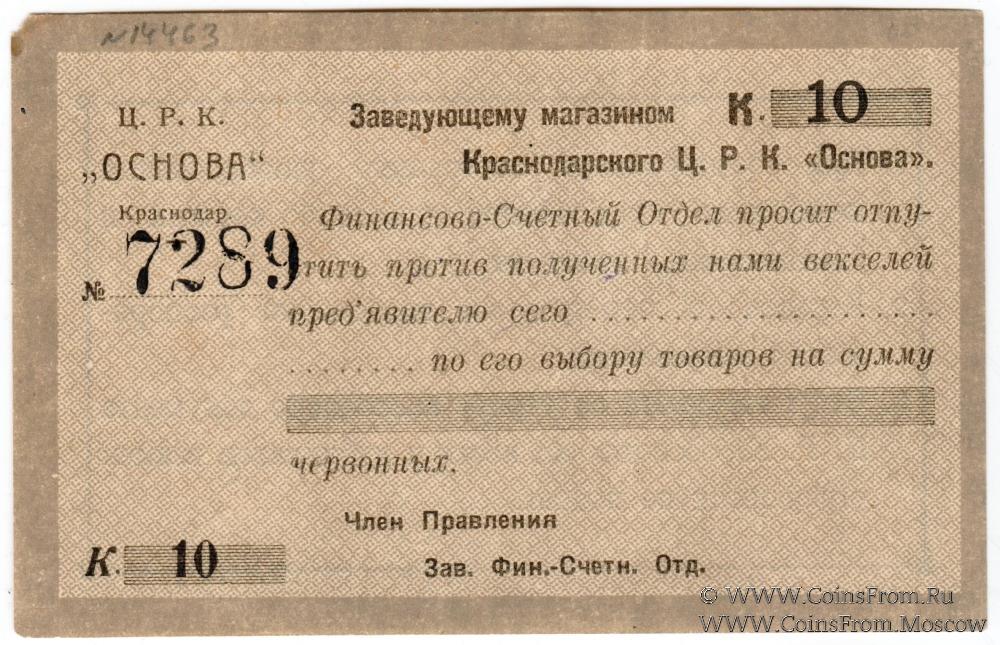 №14463
Ц. Р. К.
„ОСНОВА“
Краснодар.
№ 7289
Заведующему магазином К. 10
Краснодарского Ц. Р. К. «Основа».
Финансово-Счетный Отдел просит отпу-
тить против полученных нами векселей
пред'явителю сего .....................
........ по его выбору товаров на сумму
червонных.
Член Правления
К. 10
Зав. Фин.-Счетн. Отд.
© WWW.CoinsFrom.Ru
WWW.CoinsFrom.Moscow